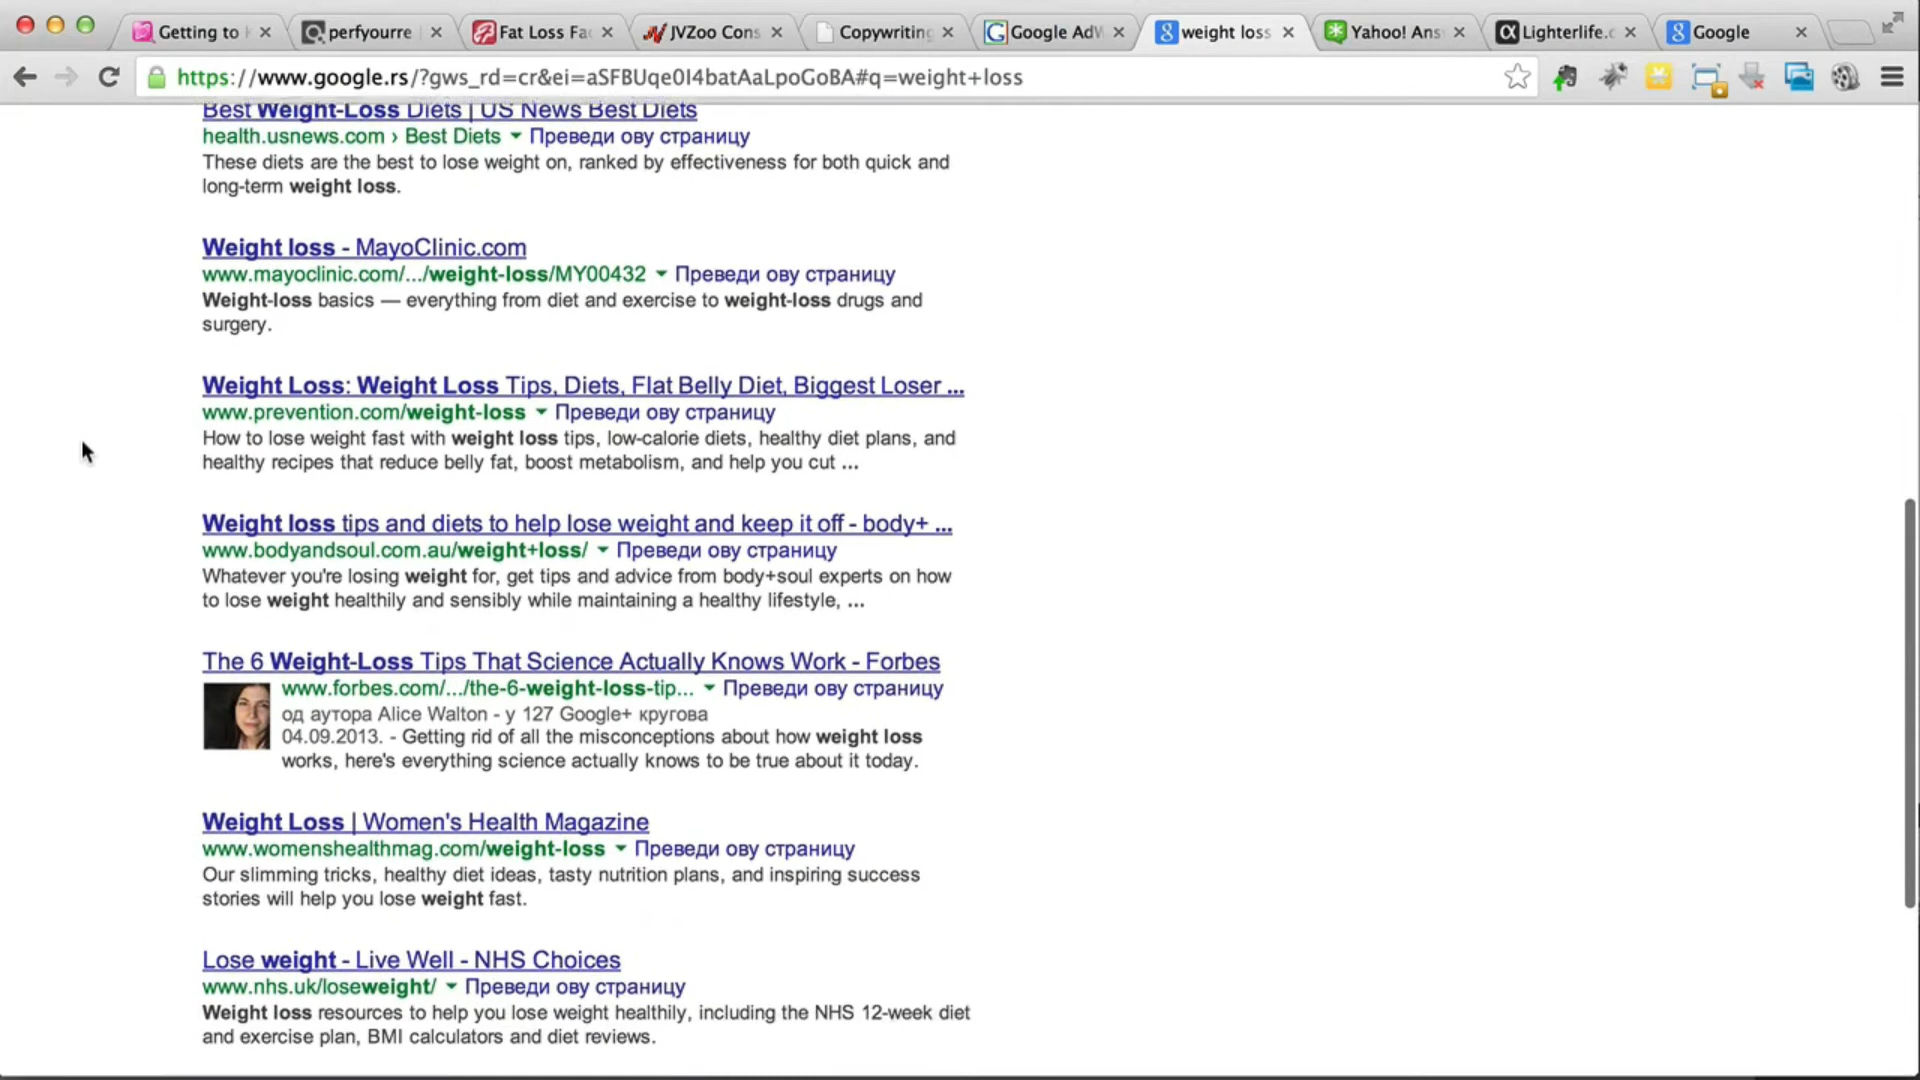 Getting to
perfyourre
Fat Loss Fa
JVZoo Cons
Copywriting
Google AdW
weight loss
Yahoo! Ans
Lighterlife.c
Google
https://www.google.rs/?gws_rd=cr&ei=aSFBUqe0I4batAaLpoGoBA#q=weight+loss
Best Weight-Loss Diets | US News Best Diets
health.usnews.com › Best Diets Преведи ову страницу
These diets are the best to lose weight on, ranked by effectiveness for both quick and
long-term weight loss.
Weight loss - MayoClinic.com
www.mayoclinic.com/.../weight-loss/MY00432 Преведи ову страницу
Weight-loss basics — everything from diet and exercise to weight-loss drugs and
surgery.
Weight Loss: Weight Loss Tips, Diets, Flat Belly Diet, Biggest Loser ...
www.prevention.com/weight-loss Преведи ову страницу
How to lose weight fast with weight loss tips, low-calorie diets, healthy diet plans, and
healthy recipes that reduce belly fat, boost metabolism, and help you cut ...
Weight loss tips and diets to help lose weight and keep it off - body+ ...
www.bodyandsoul.com.au/weight+loss/ Преведи ову страницу
Whatever you're losing weight for, get tips and advice from body+soul experts on how
to lose weight healthily and sensibly while maintaining a healthy lifestyle, ...
The 6 Weight-Loss Tips That Science Actually Knows Work - Forbes
www.forbes.com/.../the-6-weight-loss-tip... Преведи ову страницу
од аутора Alice Walton - у 127 Google+ кругова
04.09.2013. - Getting rid of all the misconceptions about how weight loss
works, here's everything science actually knows to be true about it today.
Weight Loss | Women's Health Magazine
www.womenshealthmag.com/weight-loss Преведи ову страницу
Our slimming tricks, healthy diet ideas, tasty nutrition plans, and inspiring success
stories will help you lose weight fast.
Lose weight - Live Well - NHS Choices
www.nhs.uk/loseweight/ Преведи ову страницу
Weight loss resources to help you lose weight healthily, including the NHS 12-week diet
and exercise plan, BMI calculators and diet reviews.